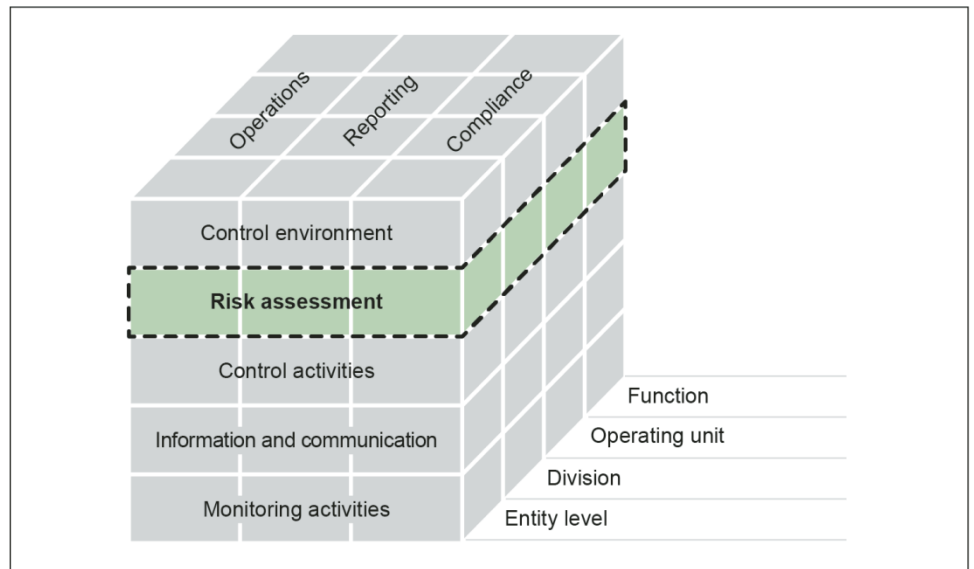 Operations
Reporting
Compliance
Control environment
Risk assessment
Control activities
Information and communication
Monitoring activities
Function
Operating unit
Division
Entity level